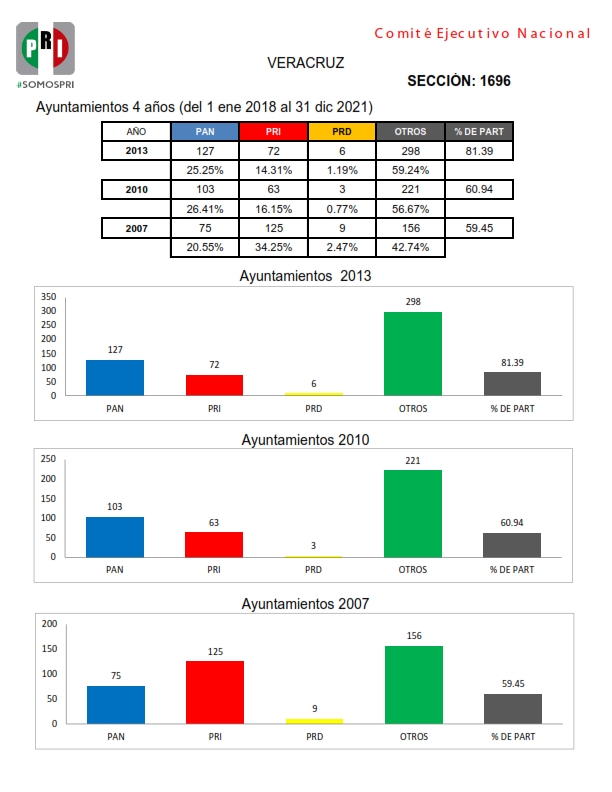 Comité Ejecutivo Nacional
PRI
#SOMOSPRI
VERACRUZ
SECCIÓN: 1696
Ayuntamientos 4 años (del 1 ene 2018 al 31 dic 2021)
AÑO PAN PRI PRD OTROS % DE PART
2013 127 72 6 298 81.39
25.25% 14.31% 1.19% 59.24%
2010 103 63 3 221 60.94
26.41% 16.15% 0.77% 56.67%
2007 75 125 9 156 59.45
20.55% 34.25% 2.47% 42.74%
Ayuntamientos 2013
350
300
250
200
150
100
50
0
127 72 6 298 81.39
PAN PRI PRD OTROS % DE PART
Ayuntamientos 2010
250
200
150
100
50
0
103 63 3 221 60.94
PAN PRI PRD OTROS % DE PART
Ayuntamientos 2007
200
150
100
50
0
75 125 9 156 59.45
PAN PRI PRD OTROS % DE PART